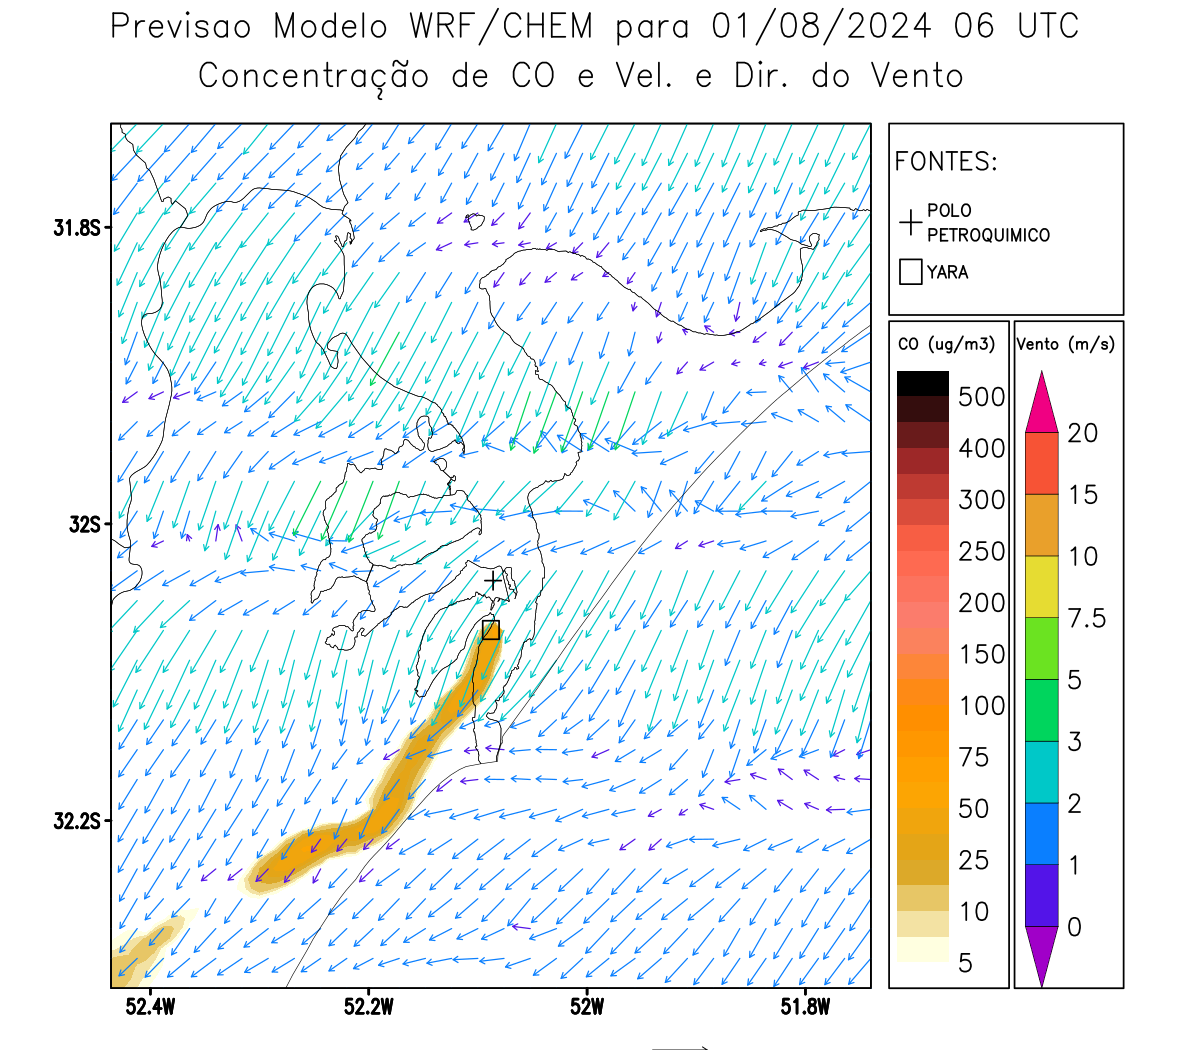 Previsao Modelo WRF/CHEM para 01/08/2024 06 UTC
Concentração de CO e Vel. e Dir. do Vento
FONTES:
POLO
PETROQUIMICO
YARA
CO (ug/m3)
500
400
300
250
200
150
100
75
50
25
10
5
Vento (m/s)
20
15
10
7.5
5
3
2
1
0
31.8S
32S
32.2S
52.4W
52.2W
52W
51.8W